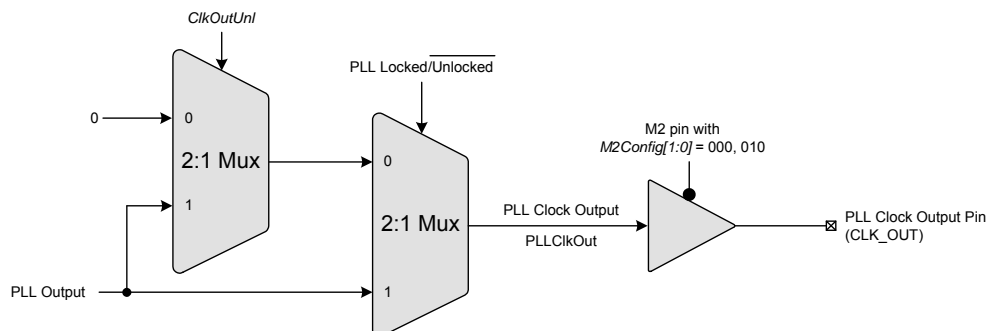 ClkOutUnl
PLL Locked/Unlocked
0
0
2:1 Mux
1
0
2:1 Mux
1
M2 pin with
M2Config[1:0] = 000, 010
PLL Clock Output
PLLClkOut
PLL Clock Output Pin
(CLK_OUT)
PLL Output